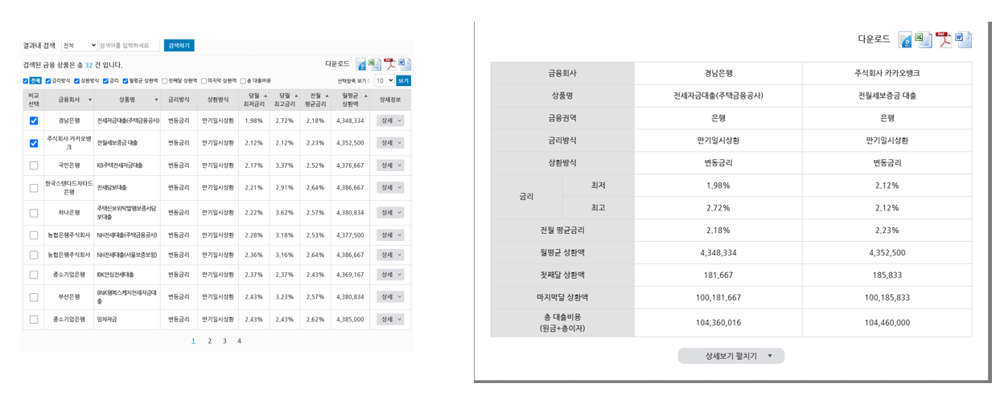 결과내 검색 전체 검색어를 입력하세요 검색하기
검색된 금융 상품은 총 32 건 입니다.
다운로드
전체 금리방식 상환방식 금리 월평균 상환액 첫째달 상환액 마지막달 상환액 총 대출비용 선택항목 보기 : 10 보기
비교 선택 금융회사 상품명 금리방식 상환방식 당월 최저금리 당월 최고금리 전월 평균금리 월평균 상환액 상세정보
경남은행 전세자금대출(주택금융공사) 변동금리 만기일시상환 1.98% 2.72% 2.18% 4,348,334 상세
주식회사 카카오뱅크 전월세보증금 대출 변동금리 만기일시상환 2.12% 2.12% 2.23% 4,352,500 상세
국민은행 KB주택전세자금대출 변동금리 만기일시상환 2.17% 3.37% 2.52% 4,376,667 상세
한국스탠다드차타드은행 전세담보대출 변동금리 만기일시상환 2.21% 2.91% 2.64% 4,386,667 상세
하나은행 주택신보위탁발행보증서담보대출 변동금리 만기일시상환 2.22% 3.62% 2.57% 4,380,834 상세
농협은행주식회사 NH전세대출(주택금융공사) 변동금리 만기일시상환 2.28% 3.18% 2.53% 4,377,500 상세
농협은행주식회사 NH전세대출(서울보증보험) 변동금리 만기일시상환 2.36% 3.16% 2.64% 4,386,667 상세
중소기업은행 IBK안심전세대출 변동금리 만기일시상환 2.37% 2.37% 2.43% 4,369,167 상세
부산은행 BNK행복스케치전세자금대출 변동금리 만기일시상환 2.43% 3.23% 2.57% 4,380,834 상세
중소기업은행 임차자금 변동금리 만기일시상환 2.43% 2.43% 2.62% 4,385,000 상세
1 2 3 4
다운로드
금융회사 경남은행 주식회사 카카오뱅크
상품명 전세자금대출(주택금융공사) 전월세보증금 대출
금융권역 은행 은행
금리방식 만기일시상환 만기일시상환
상환방식 변동금리 변동금리
금리 최저 1.98% 2.12%
최고 2.72% 2.12%
전월 평균금리 2.18% 2.23%
월평균 상환액 4,348,334 4,352,500
첫째달 상환액 181,667 185,833
마지막달 상환액 100,181,667 100,185,833
총 대출비용
(원금+총이자) 104,360,016 104,460,000
상세보기 펼치기